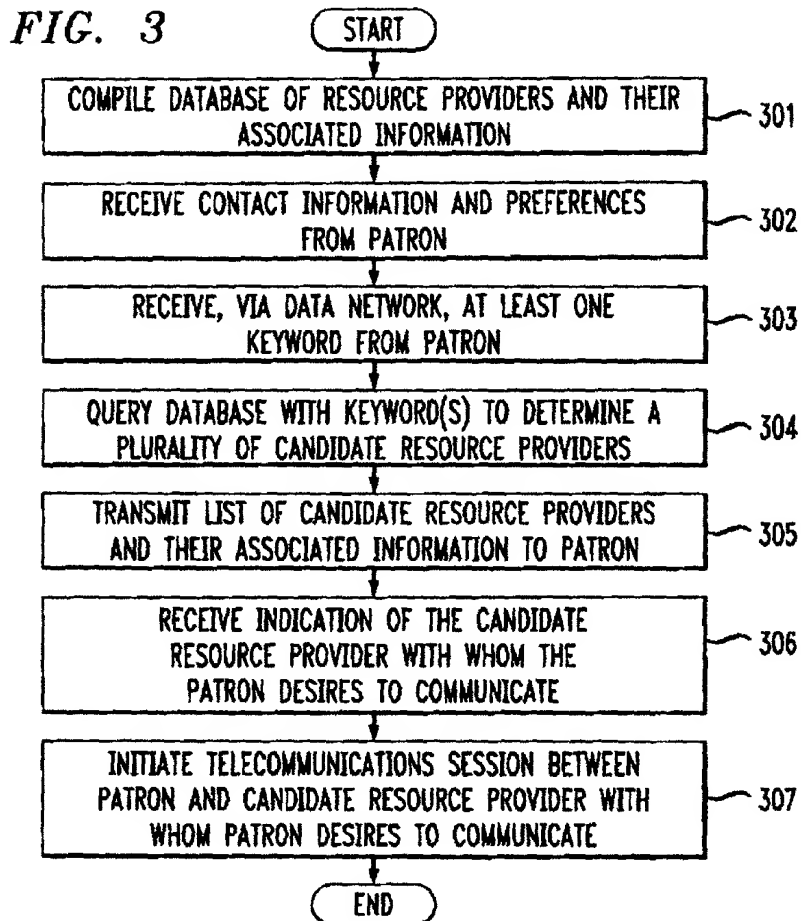 FIG. 3
START
COMPILE DATABASE OF RESOURCE PROVIDERS AND THEIR
ASSOCIATED INFORMATION
301
RECEIVE CONTACT INFORMATION AND PREFERENCES
FROM PATRON
302
RECEIVE, VIA DATA NETWORK, AT LEAST ONE
KEYWORD FROM PATRON
303
QUERY DATABASE WITH KEYWORD(S) TO DETERMINE A
PLURALITY OF CANDIDATE RESOURCE PROVIDERS
304
TRANSMIT LIST OF CANDIDATE RESOURCE PROVIDERS
AND THEIR ASSOCIATED INFORMATION TO PATRON
305
RECEIVE INDICATION OF THE CANDIDATE
RESOURCE PROVIDER WITH WHOM THE
PATRON DESIRES TO COMMUNICATE
306
INITIATE TELECOMMUNICATIONS SESSION BETWEEN
PATRON AND CANDIDATE RESOURCE PROVIDER WITH
WHOM PATRON DESIRES TO COMMUNICATE
307
END